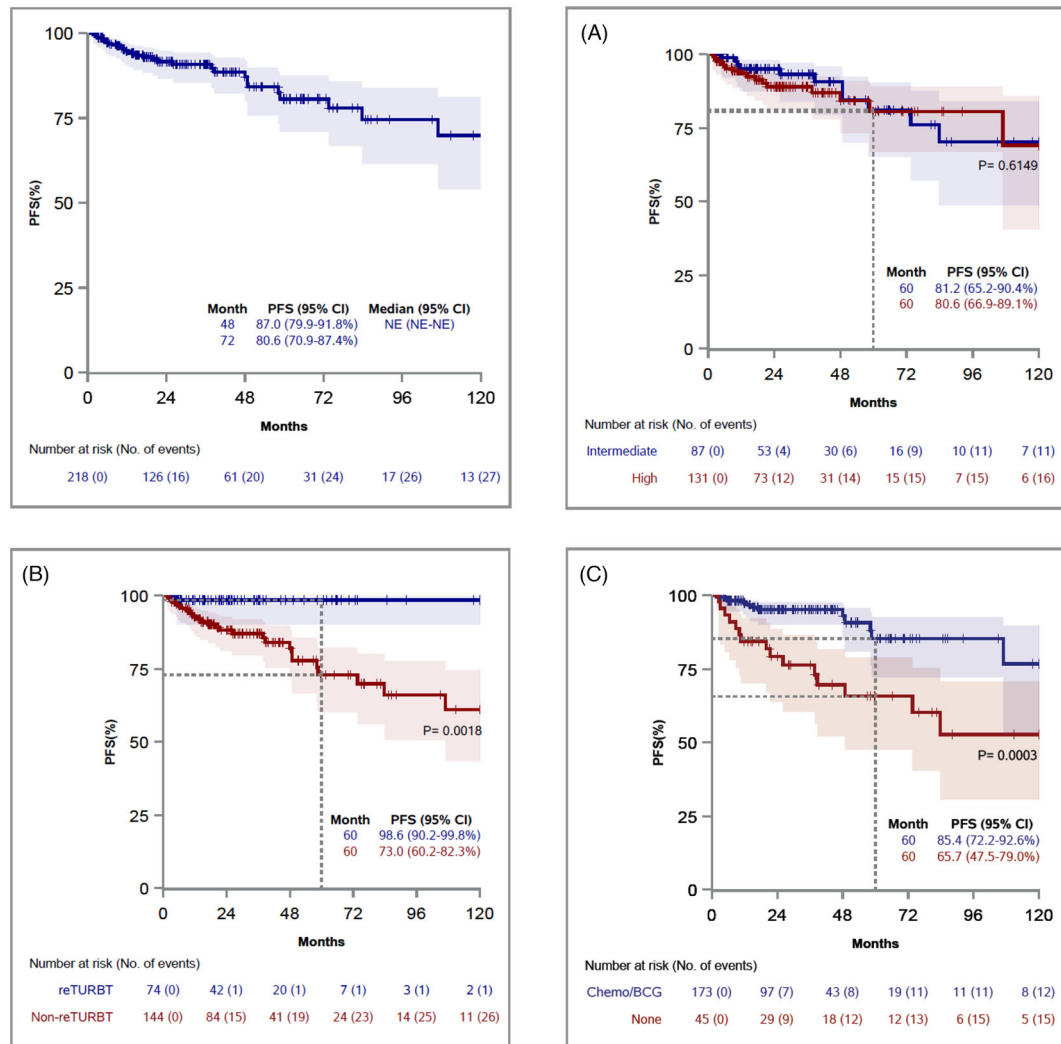 100
75
50
25
0
PFS(%)
Month PFS (95% CI) Median (95% CI)
48 87.0 (79.9-91.8%) NE (NE-NE)
72 80.6 (70.9-87.4%)
0 24 48 72 96 120
Months
Number at risk (No. of events)
218 (0) 126 (16) 61 (20) 31 (24) 17 (26) 13 (27)
(A)
100
75
50
25
0
PFS(%)
P= 0.6149
Month PFS (95% CI)
60 81.2 (65.2-90.4%)
60 80.6 (66.9-89.1%)
0 24 48 72 96 120
Months
Number at risk (No. of events)
Intermediate 87 (0) 53 (4) 30 (6) 16 (9) 10 (11) 7 (11)
High 131 (0) 73 (12) 31 (14) 15 (15) 7 (15) 6 (16)
(B)
100
75
50
25
0
PFS(%)
P= 0.0018
Month PFS (95% CI)
60 98.6 (90.2-99.8%)
60 73.0 (60.2-82.3%)
0 24 48 72 96 120
Months
Number at risk (No. of events)
reTURBT 74 (0) 42 (1) 20 (1) 7 (1) 3 (1) 2 (1)
Non-reTURBT 144 (0) 84 (15) 41 (19) 24 (23) 14 (25) 11 (26)
(C)
100
75
50
25
0
PFS(%)
P= 0.0003
Month PFS (95% CI)
60 85.4 (72.2-92.6%)
60 65.7 (47.5-79.0%)
0 24 48 72 96 120
Months
Number at risk (No. of events)
Chemo/BCG 173 (0) 97 (7) 43 (8) 19 (11) 11 (11) 8 (12)
None 45 (0) 29 (9) 18 (12) 12 (13) 6 (15) 5 (15)